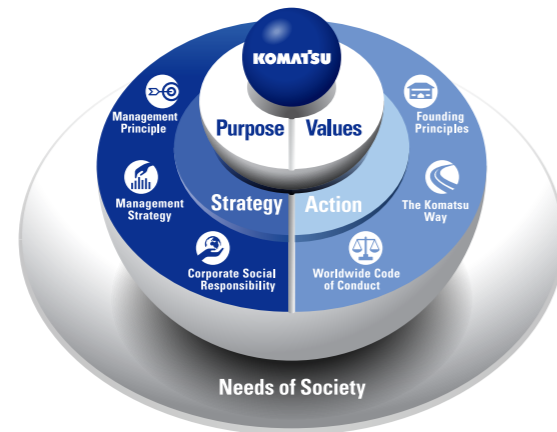 KOMATSU
Purpose
Values
Strategy
Action
Management
Principle
Management
Strategy
Corporate Social
Responsibility
Founding
Principles
The Komatsu
Way
Worldwide Code
of Conduct
Needs of Society